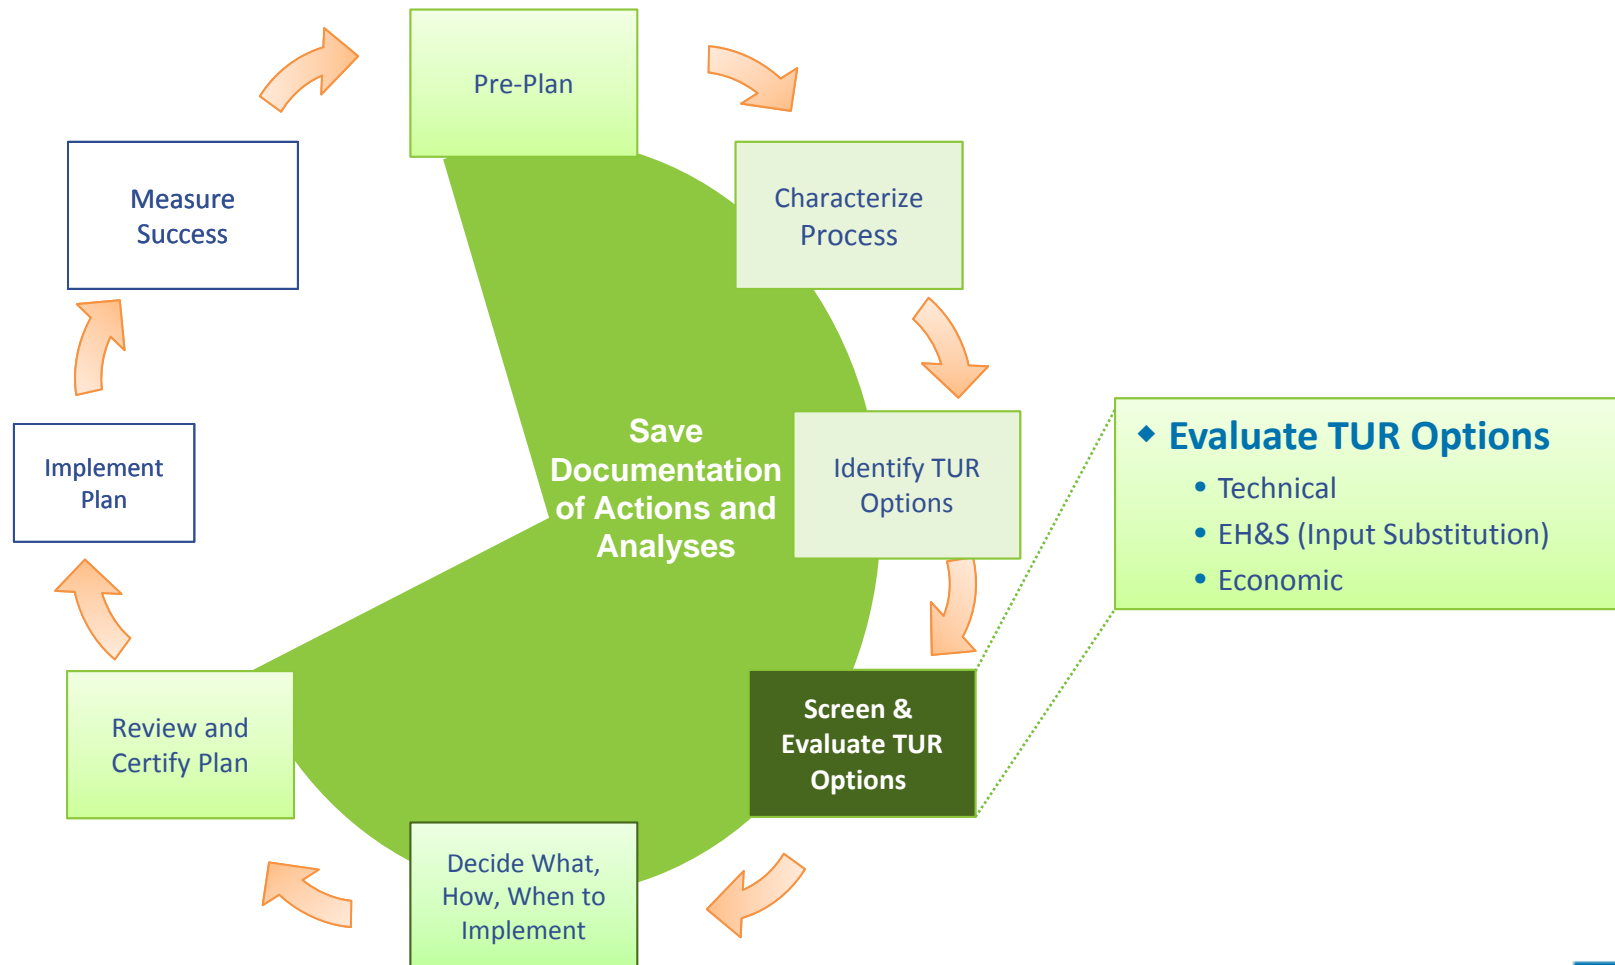 Pre-Plan
Characterize
Process
Identify TUR
Options
Screen &
Evaluate TUR
Options
Decide What,
How, When to
Implement
Review and
Certify Plan
Implement
Plan
Measure
Success
Save
Documentation
of Actions and
Analyses
Evaluate TUR Options
Technical
EH&S (Input Substitution)
Economic